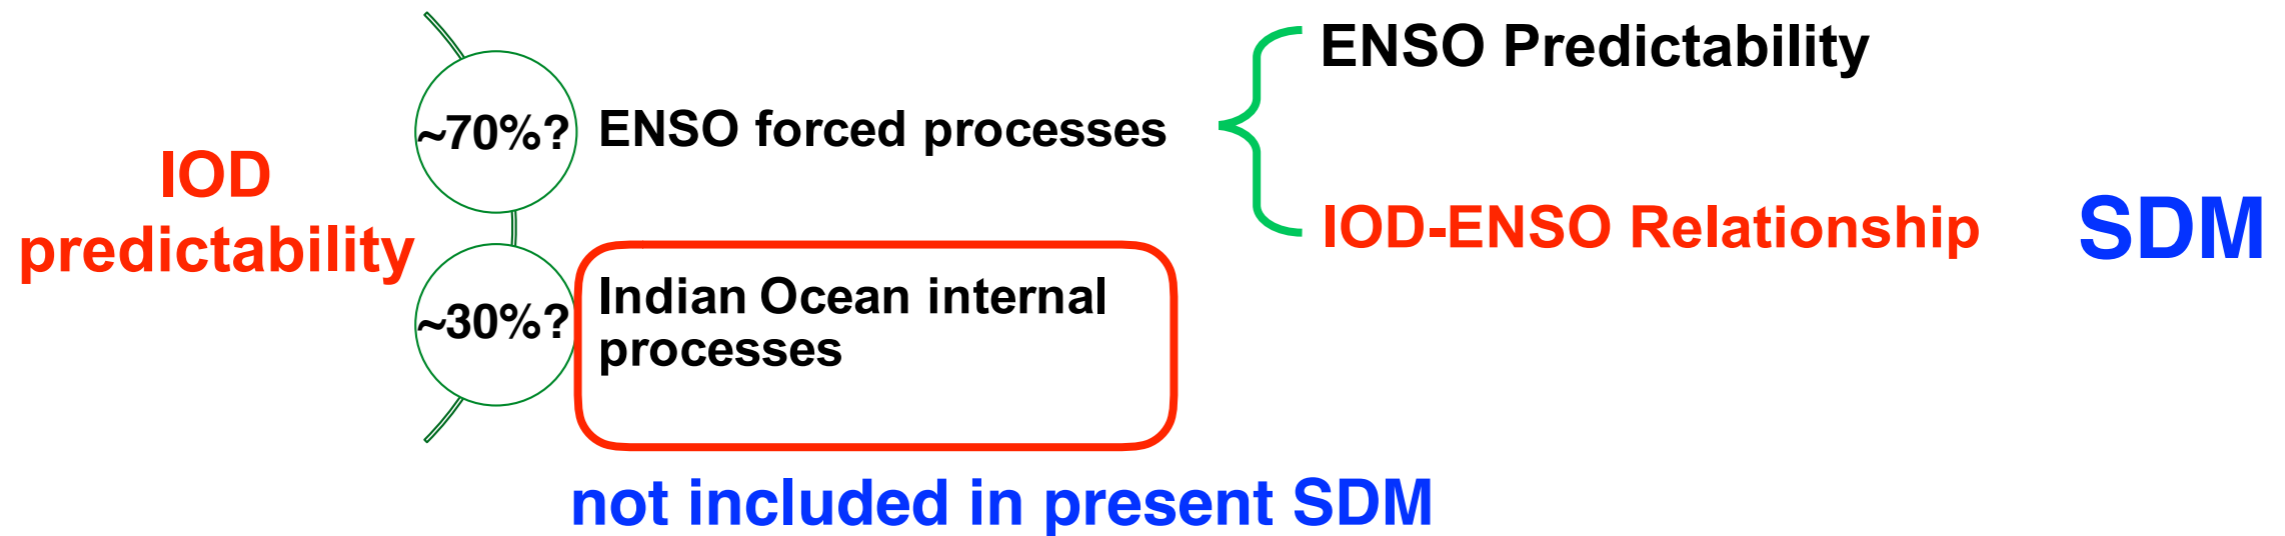 IOD
predictability
~70%?
ENSO forced processes
ENSO Predictability
IOD-ENSO Relationship
SDM
~30%?
Indian Ocean internal
processes
not included in present SDM